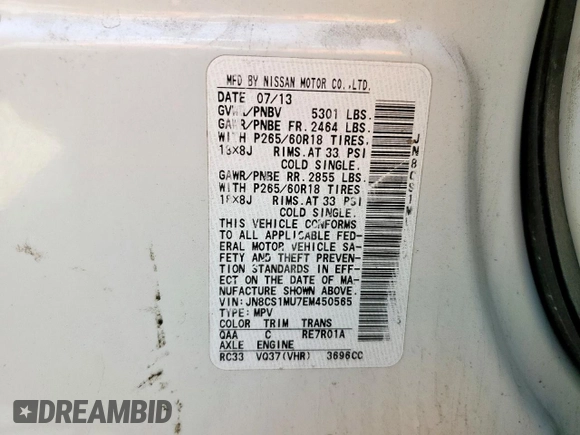 MFD BY NISSAN MOTOR CO.,LTD.
DATE 07/13
GVWR/PNBV 5301 LBS.
GAWR/PNBE FR. 2464 LBS.
WITH P265/60R18 TIRES.
18×8J RIMS.AT 33 PSI
COLD SINGLE.
GAWR/PNBE RR. 2855 LBS.
WITH P265/60R18 TIRES
18×8J RIMS.AT 33 PSI
COLD SINGLE.
THIS VEHICLE CONFORMS
TO ALL APPLICABLE FED-
ERAL MOTOR VEHICLE SA-
FETY AND THEFT PREVEN-
TION STANDARDS IN EFF-
ECT ON THE DATE OF MA-
NUFACTURE SHOWN ABOVE.
VIN:JN8CS1MU7EM450565
TYPE: MPV
COLOR TRIM TRANS
QAA C RE7R01A
AXLE ENGINE
RC33 VQ37(VHR) 3696CC
DREAMBID